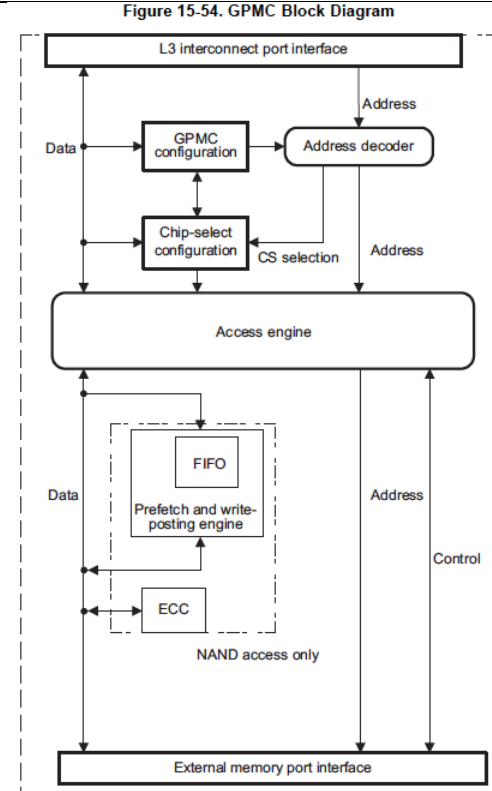 Figure 15-54. GPMC Block Diagram
L3 interconnect port interface
Address
Data
GPMC
configuration
Address decoder
Chip-select
configuration
CS selection
Address
Access engine
FIFO
Data
Prefetch and write-
posting engine
Address
Control
ECC
NAND access only
External memory port interface